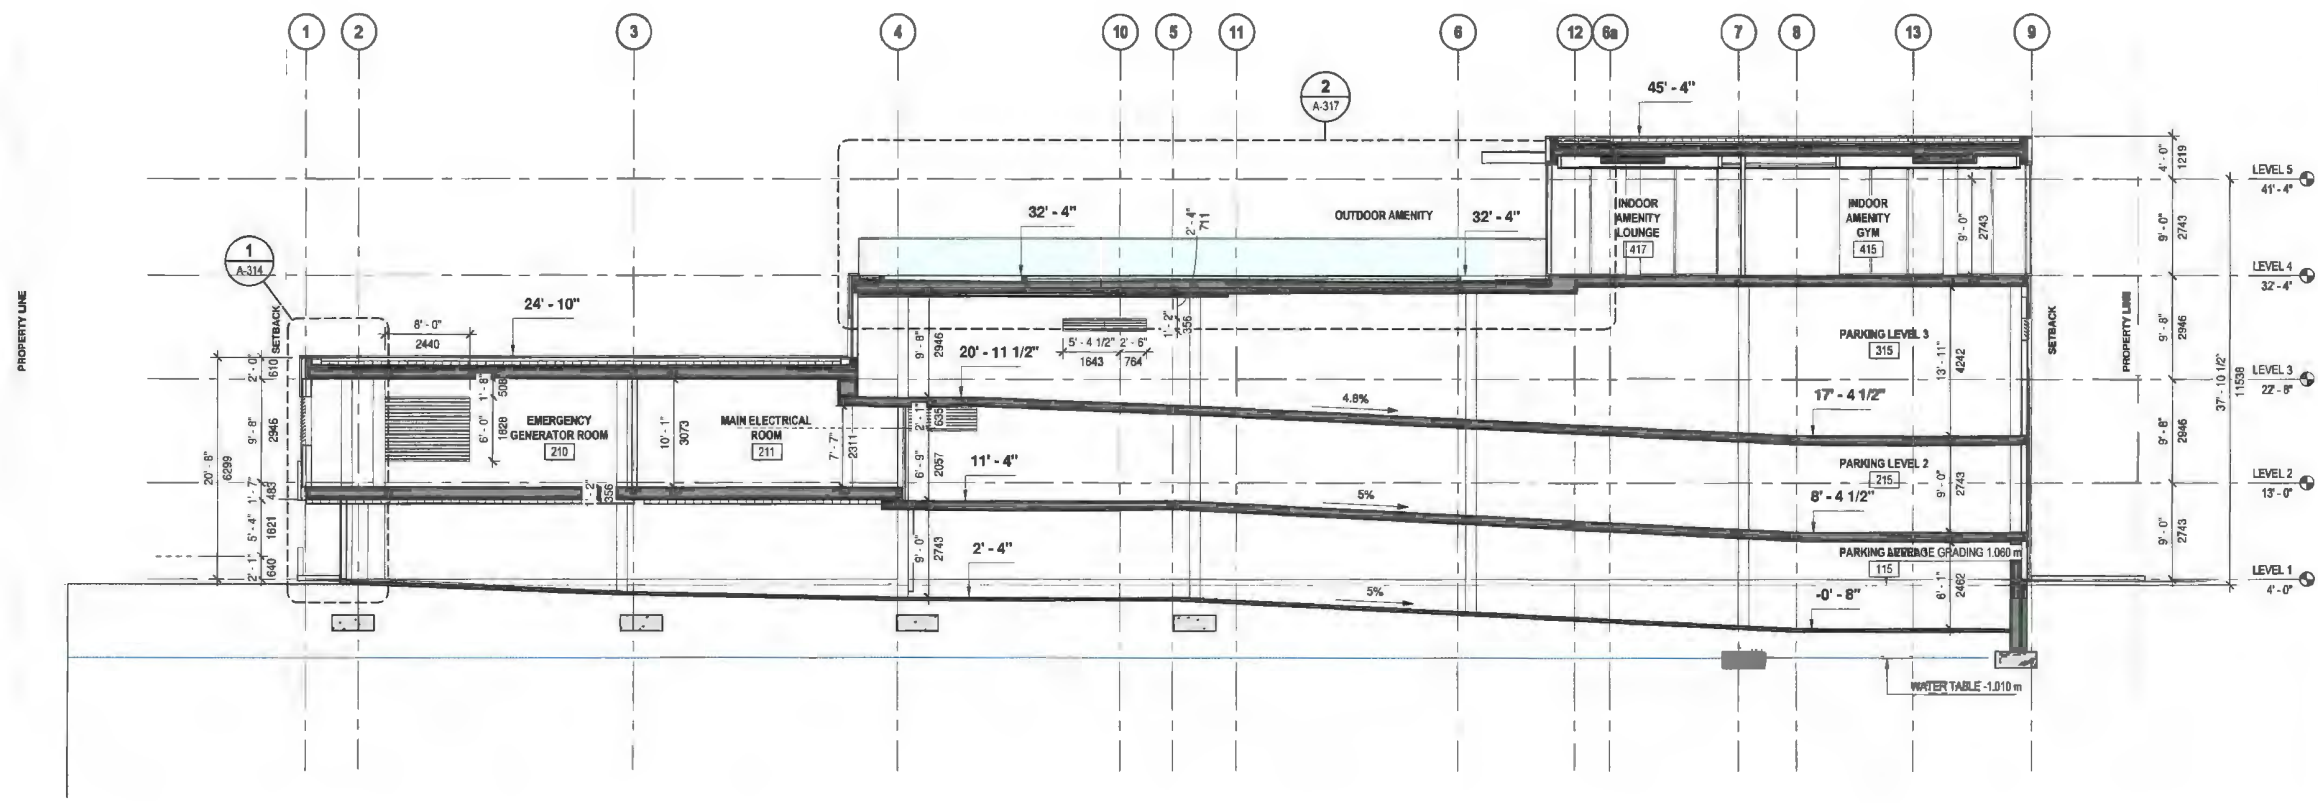 1 2 3 4 10 5 11 6 12 6a 7 8 13 9
2
A-317
45' - 4"
4' - 0"
1219
LEVEL 5
41' - 4"
32' - 4"
2' - 4"
711
OUTDOOR AMENITY
32' - 4"
INDOOR
AMENITY
LOUNGE
417
INDOOR
AMENITY
GYM
415
9' - 0"
2743
9' - 0"
2743
1
A-314
LEVEL 4
32' - 4"
PROPERTY LINE
SETBACK
8' - 0"
2440
24' - 10"
9' - 8"
2946
20' - 11 1/2"
5' - 4 1/2"
1643
2' - 6"
764
1' - 2"
356
PARKING LEVEL 3
315
13' - 11"
4242
SETBACK
PROPERTY LINE
9' - 8"
2946
37' - 10 1/2"
11538
LEVEL 3
22' - 8"
2' - 0"
610
1' - 8"
508
20' - 8"
6299
9' - 8"
2946
6' - 0"
1828
EMERGENCY
GENERATOR ROOM
210
10' - 1"
3073
MAIN ELECTRICAL
ROOM
211
7' - 7"
2311
2' - 1"
635
4.8%
17' - 4 1/2"
6' - 9"
2057
11' - 4"
PARKING LEVEL 2
215
9' - 0"
2743
9' - 8"
2946
LEVEL 2
13' - 0"
1' - 7"
483
1' - 2"
356
5%
8' - 4 1/2"
5' - 4"
1621
9' - 0"
2743
2' - 4"
PARKING LEVEL 1
AVERAGE GRADING 1.060 m
115
9' - 0"
2743
2' - 1"
640
5%
-0' - 8"
6' - 1"
2462
LEVEL 1
4' - 0"
WATER TABLE -1.010 m